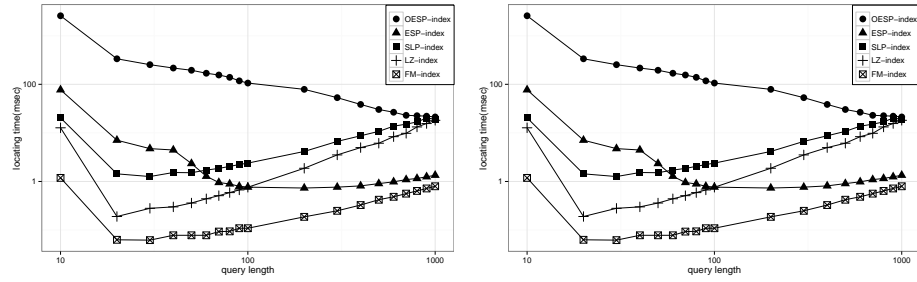 OESP-index
ESP-index
SLP-index
LZ-index
FM-index
100
1
locating time(msec)
10 100 1000
query length
OESP-index
ESP-index
SLP-index
LZ-index
FM-index
100
1
locating time(msec)
10 100 1000
query length